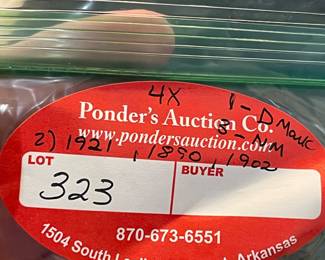 4X
1 - D Mark
3 - NM
Ponder's Auction Co.
www.pondersauction.com
2) 1921, 1890, 1902
LOT
323
BUYER
870-673-6551
1504 South
Arkansas